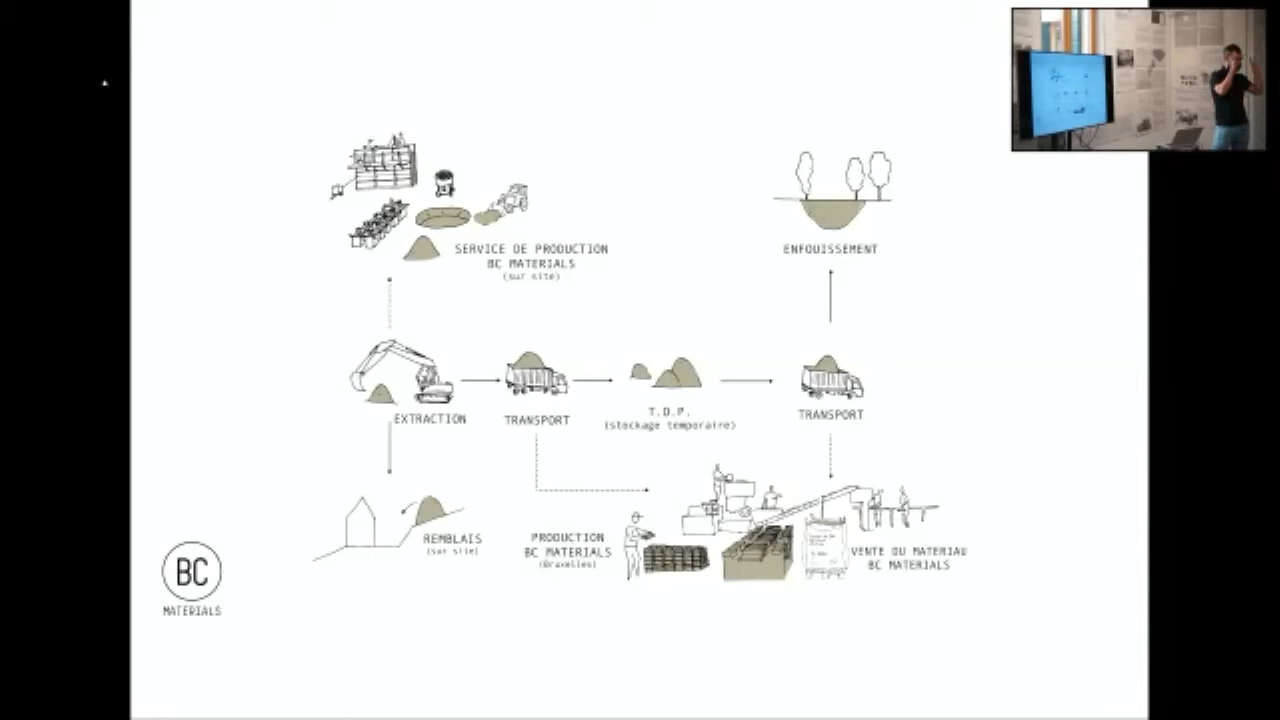 SERVICE DE PRODUCTION
BC MATERIALS
(sur site)
ENFOUISSEMENT
EXTRACTION
TRANSPORT
T.O.P.
(stockage temporaire)
TRANSPORT
REMBLAIS
(sur site)
PRODUCTION
BC MATERIALS
(Bruxelles)
VENTE DU MATERIAU
BC MATERIALS
BC
MATERIALS